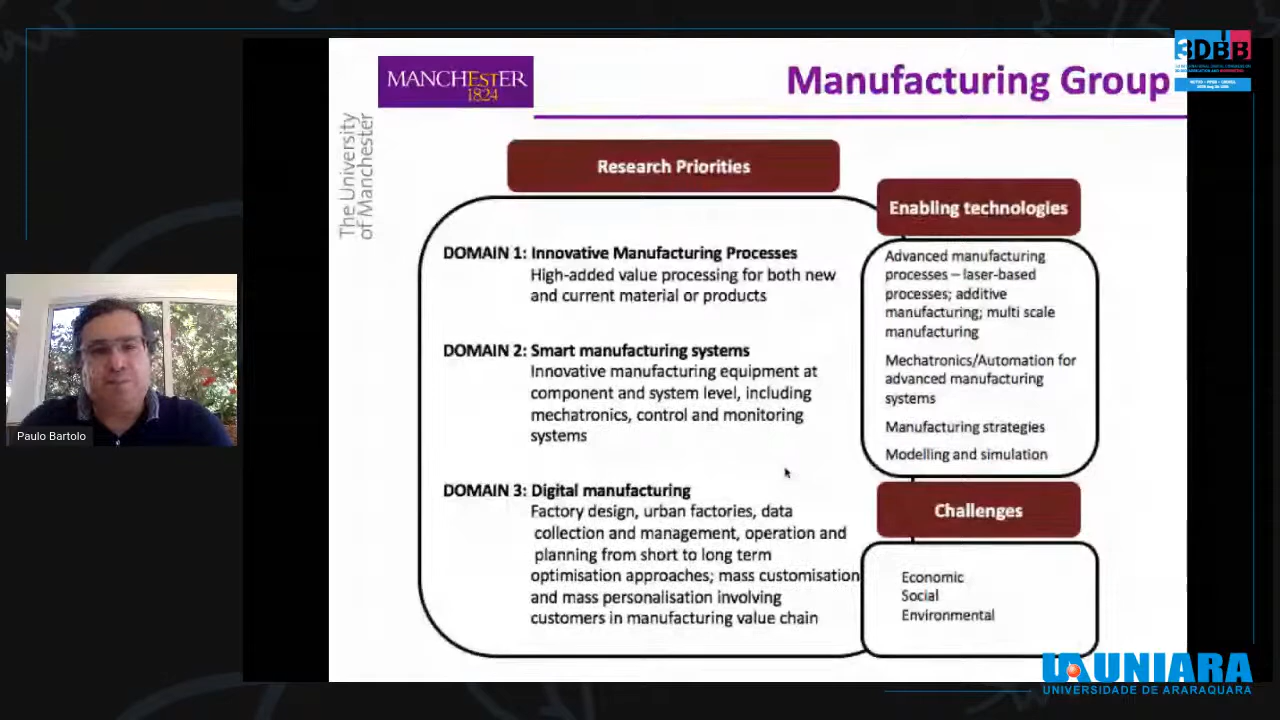 MANCHESTER
1824
The University
of Manchester
Manufacturing Group
3DBB
Research Priorities
DOMAIN 1: Innovative Manufacturing Processes
High-added value processing for both new
and current material or products
DOMAIN 2: Smart manufacturing systems
Innovative manufacturing equipment at
component and system level, including
mechatronics, control and monitoring
systems
DOMAIN 3: Digital manufacturing
Factory design, urban factories, data
collection and management, operation and
planning from short to long term
optimisation approaches; mass customisation
and mass personalisation involving
customers in manufacturing value chain
Enabling technologies
Advanced manufacturing
processes – laser-based
processes; additive
manufacturing; multi scale
manufacturing
Mechatronics/Automation for
advanced manufacturing
systems
Manufacturing strategies
Modelling and simulation
Challenges
Economic
Social
Environmental
Paulo Bartolo
UNIARA
UNIVERSIDADE DE ARARAQUARA